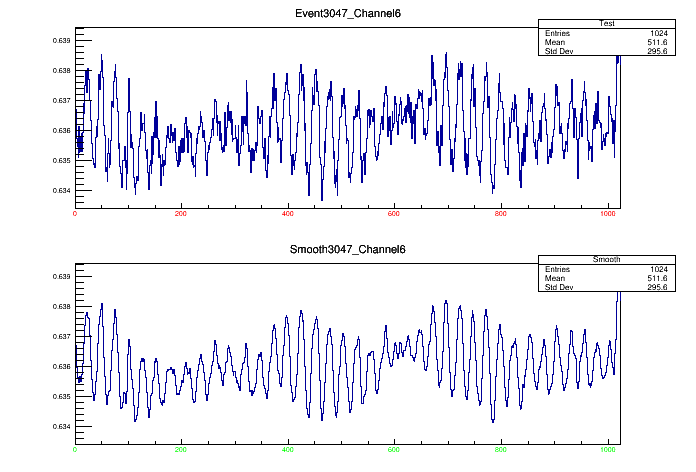 Event3047_Channel6
Test
Entries 1024
Mean 511.6
Std Dev 295.6
0.639
0.638
0.637
0.636
0.635
0.634
0 200 400 600 800 1000
Smooth3047_Channel6
Smooth
Entries 1024
Mean 511.6
Std Dev 295.6
0.639
0.638
0.637
0.636
0.635
0.634
0 200 400 600 800 1000